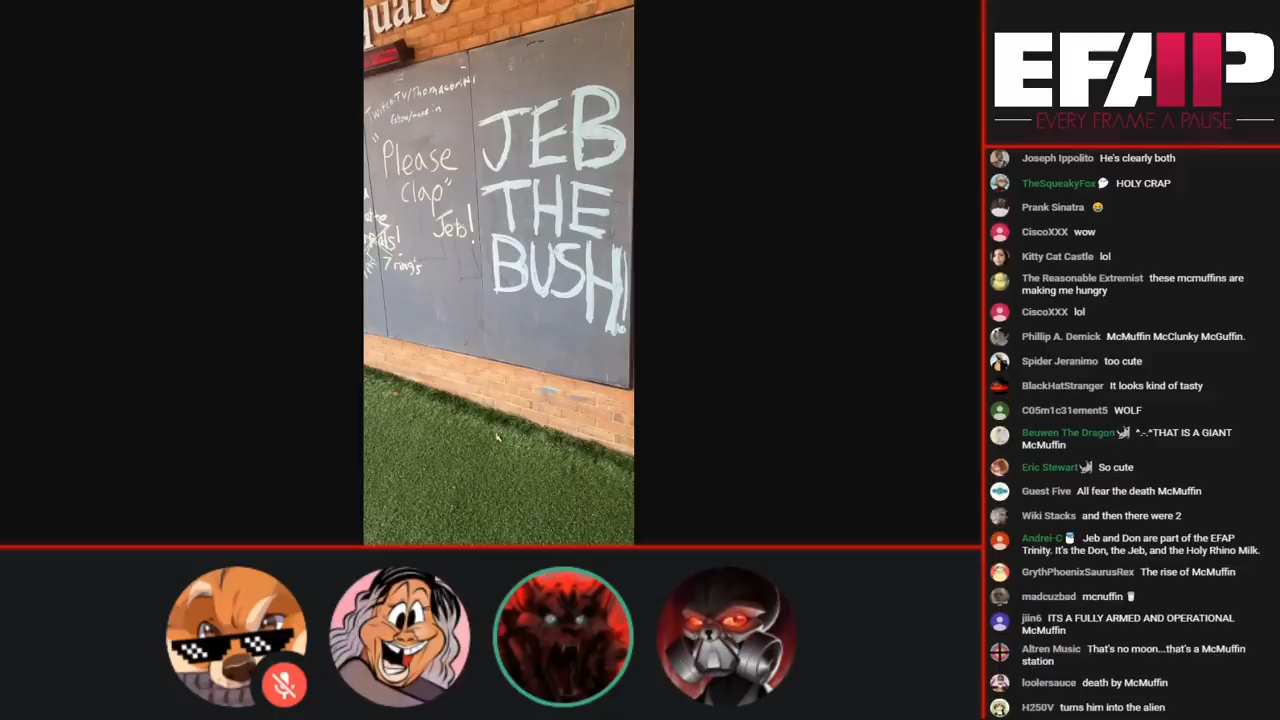 quare
Twitch.TV/Thomason
"Please
Clap"
Jeb!
7 ring's
JEB
THE
BUSH!
EFAP
EVERY FRAME A PAUSE
Joseph Ippolito He's clearly both
TheSqueakyFox HOLY CRAP
Prank Sinatra 😂
CiscoXXX wow
Kitty Cat Castle lol
The Reasonable Extremist these mcmuffins are
making me hungry
CiscoXXX lol
Phillip A. Demick McMuffin McClunky McGuffin.
Spider Jeranimo too cute
BlackHatStranger It looks kind of tasty
C05m1c31ement5 WOLF
Beuwen The Dragon ^.-.^THAT IS A GIANT
McMuffin
Eric Stewart So cute
Guest Five All fear the death McMuffin
Wiki Stacks and then there were 2
Andrei-C Jeb and Don are part of the EFAP
Trinity. It's the Don, the Jeb, and the Holy Rhino Milk.
GrythPhoenixSaurusRex The rise of McMuffin
madcuzbad mcnuffin 🥛
jiin6 ITS A FULLY ARMED AND OPERATIONAL
McMuffin
Altren Music That's no moon...that's a McMuffin
station
loolersauce death by McMuffin
H250V turns him into the alien